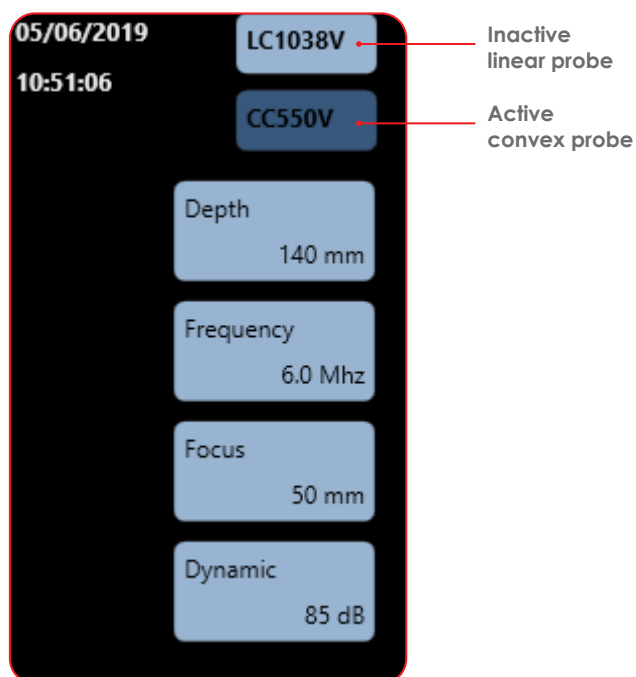 05/06/2019
10:51:06
LC1038V
Inactive
linear probe
CC550V
Active
convex probe
Depth
140 mm
Frequency
6.0 Mhz
Focus
50 mm
Dynamic
85 dB